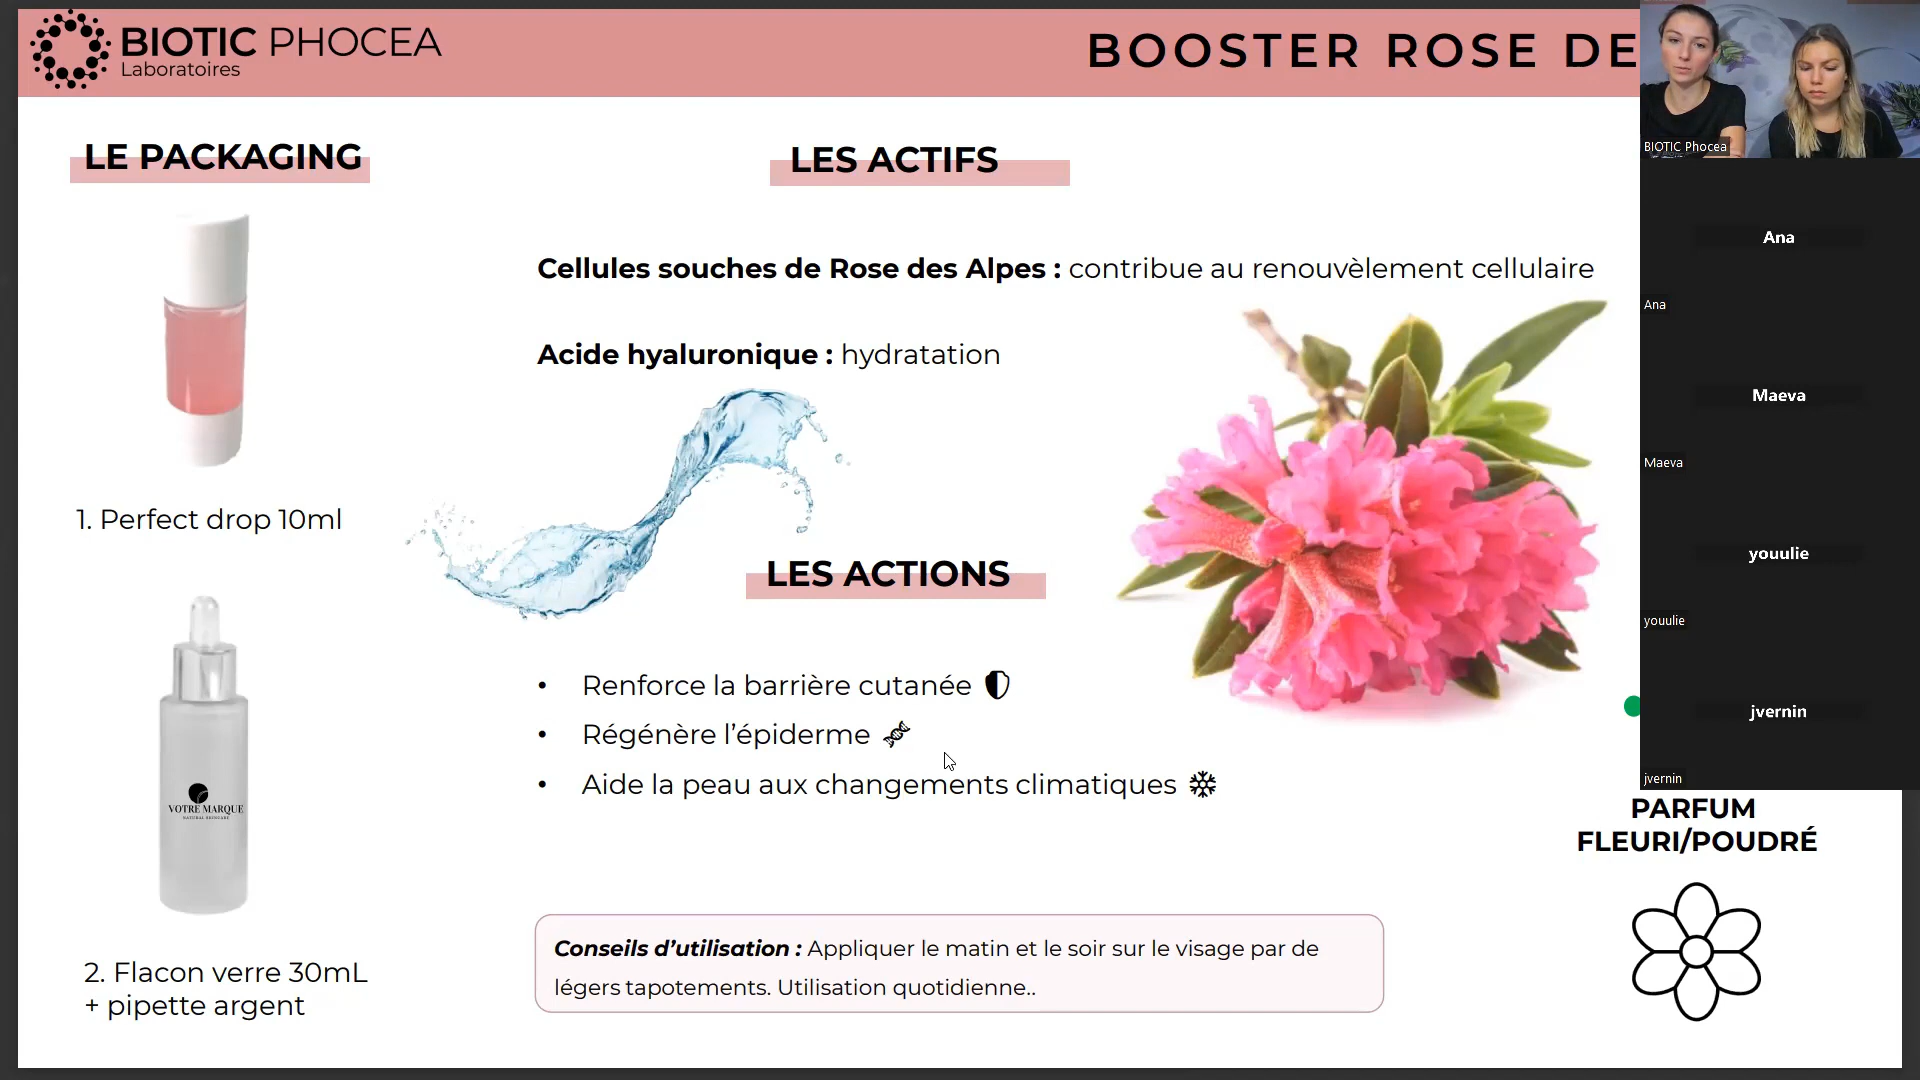 BIOTIC PHOCEA
Laboratoires
BOOSTER ROSE DE
LE PACKAGING
1. Perfect drop 10ml
VOTRE MARQUE
NATURAL SKINCARE
2. Flacon verre 30mL
+ pipette argent
LES ACTIFS
Cellules souches de Rose des Alpes : contribue au renouvèlement cellulaire
Acide hyaluronique : hydratation
LES ACTIONS
• Renforce la barrière cutanée
• Régénère l’épiderme
• Aide la peau aux changements climatiques
Conseils d’utilisation : Appliquer le matin et le soir sur le visage par de
légers tapotements. Utilisation quotidienne..
PARFUM
FLEURI/POUDRÉ
BIOTIC Phocea
Ana
Ana
Maeva
Maeva
youulie
youulie
jvernin
jvernin